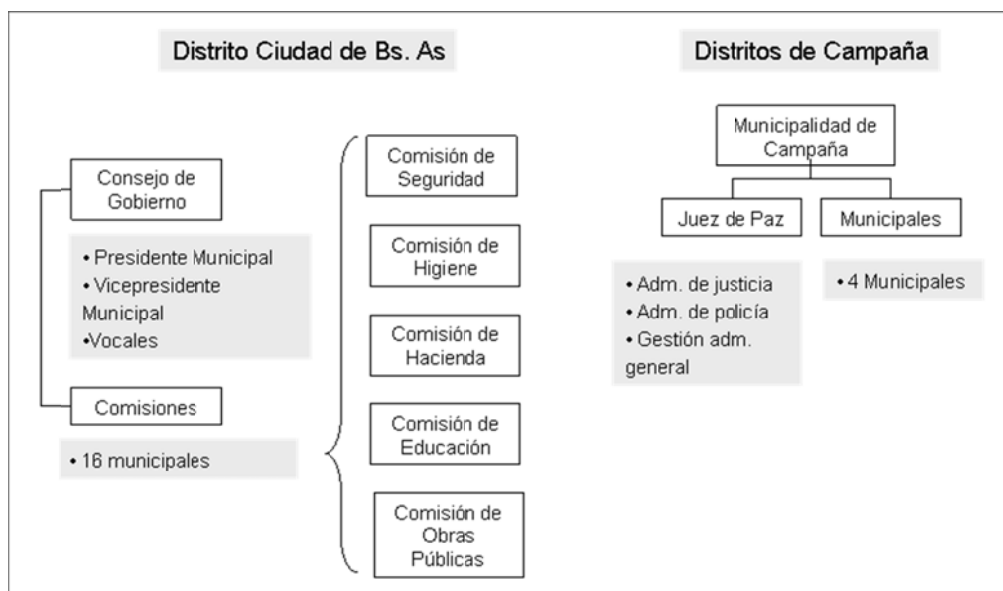 Distrito Ciudad de Bs. As
Consejo de
Gobierno
• Presidente Municipal
• Vicepresidente
Municipal
•Vocales
Comisiones
• 16 municipales
Comisión de
Seguridad
Comisión de
Higiene
Comisión de
Hacienda
Comisión de
Educación
Comisión de
Obras
Públicas
Distritos de Campaña
Municipalidad de
Campaña
Juez de Paz
Municipales
• Adm. de justicia
• Adm. de policía
• Gestión adm.
general
• 4 Municipales